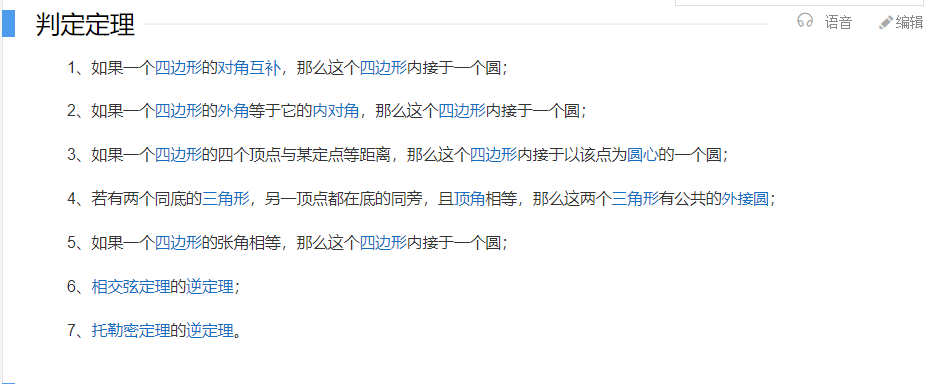 判定定理
语音
编辑
1、如果一个四边形的对角互补，那么这个四边形内接于一个圆；
2、如果一个四边形的外角等于它的内对角，那么这个四边形内接于一个圆；
3、如果一个四边形的四个顶点与某定点等距离，那么这个四边形内接于以该点为圆心的一个圆；
4、若有两个同底的三角形，另一顶点都在底的同旁，且顶角相等，那么这两个三角形有公共的外接圆；
5、如果一个四边形的张角相等，那么这个四边形内接于一个圆；
6、相交弦定理的逆定理；
7、托勒密定理的逆定理。